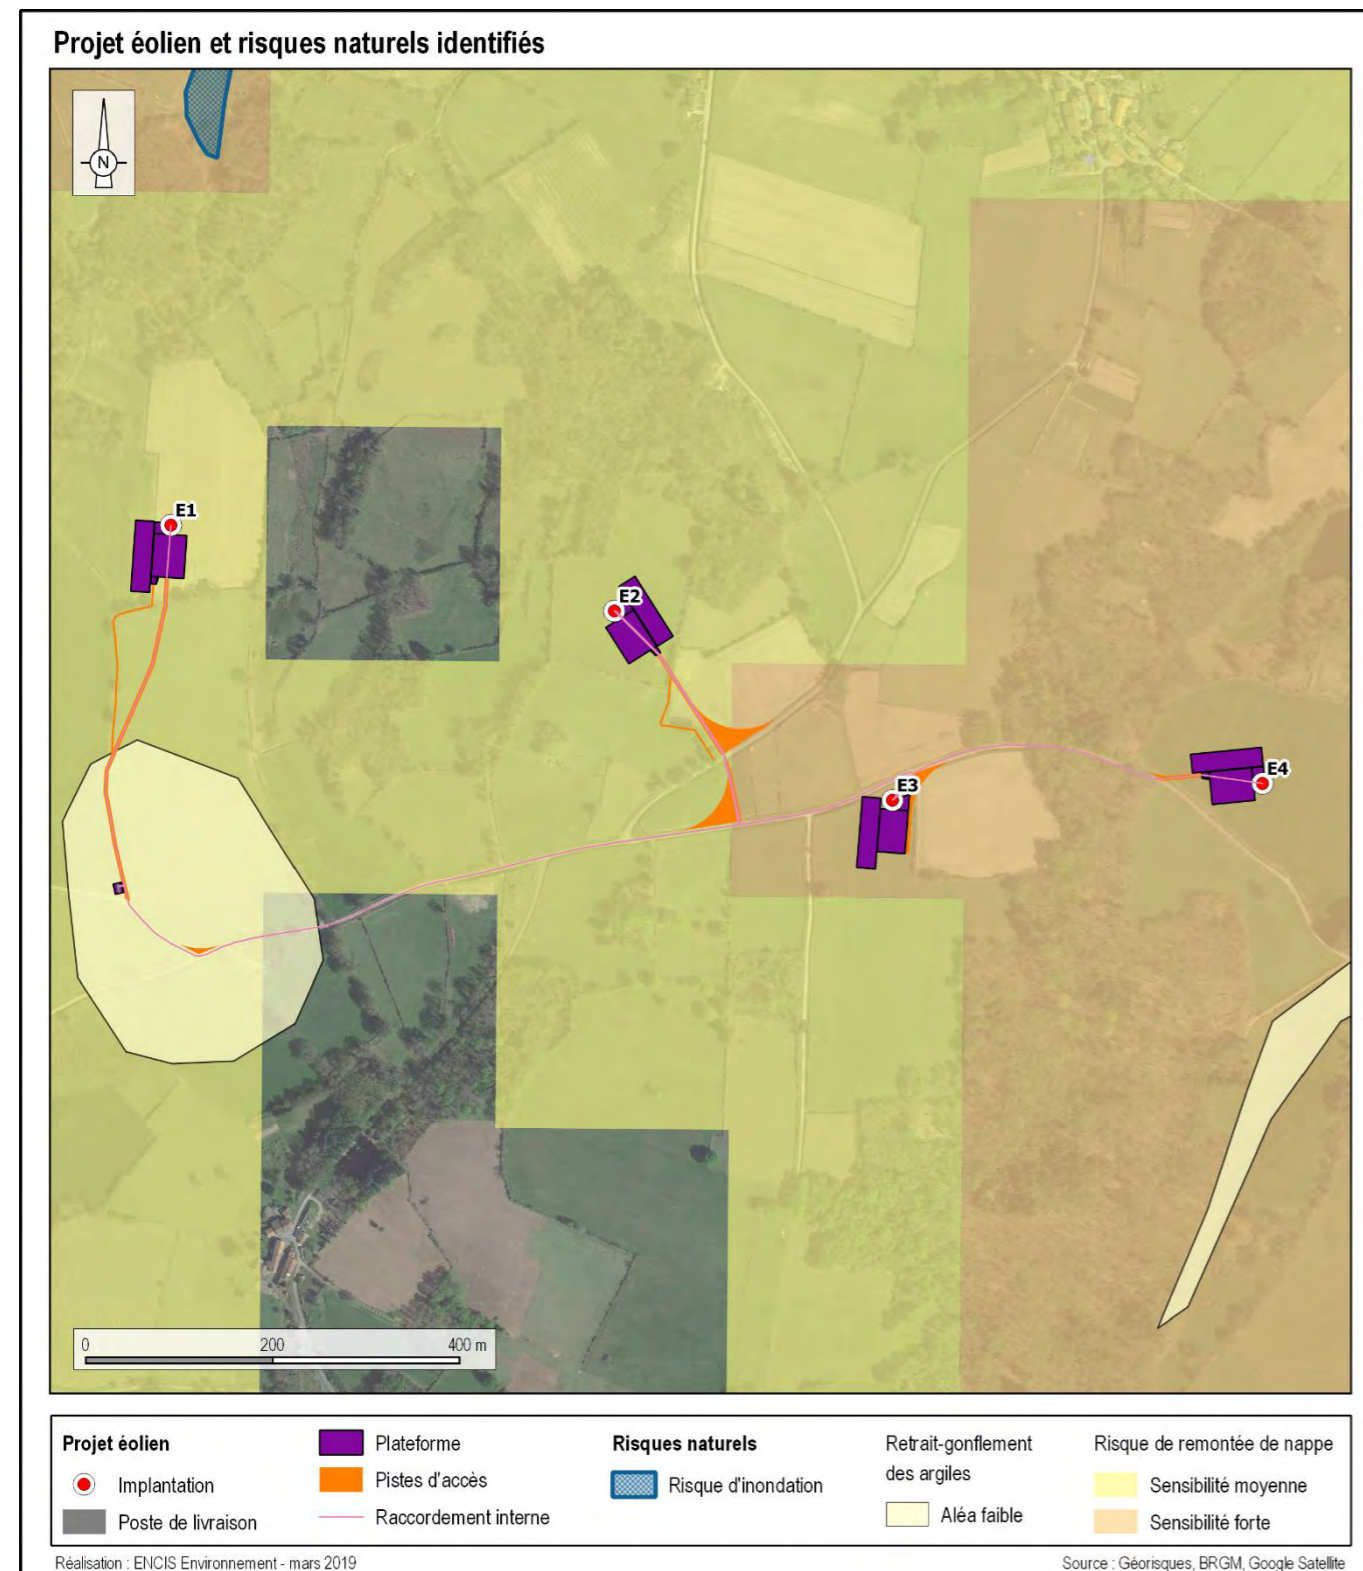 Projet éolien et risques naturels identifiés
N
E1
E2
E3
E4
0 200 400 m
Projet éolien
Implantation
Poste de livraison
Plateforme
Pistes d'accès
Raccordement interne
Risques naturels
Risque d'inondation
Retrait-gonflement
des argiles
Aléa faible
Risque de remontée de nappe
Sensibilité moyenne
Sensibilité forte
Réalisation : ENCIS Environnement - mars 2019
Source : Géorisques, BRGM, Google Satellite